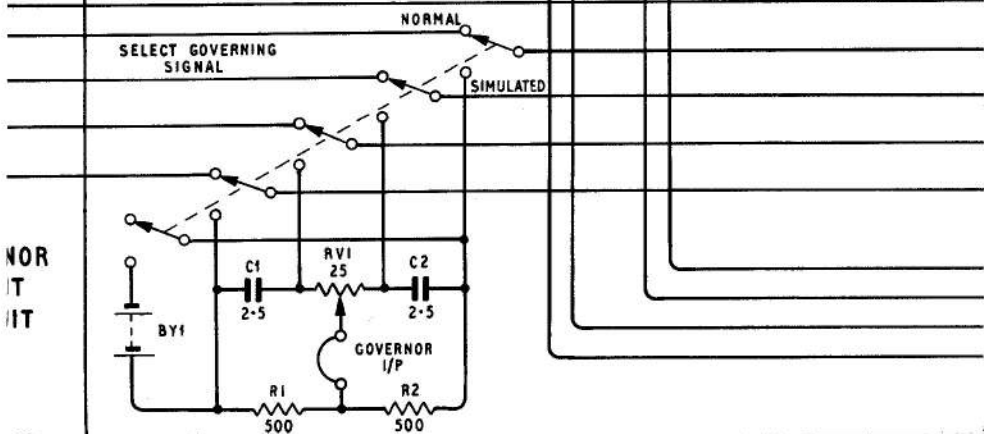 NORMAL
SELECT GOVERNING
SIGNAL
SIMULATED
NOR
IT
IT
RV1
25
C1
2·5
C2
2·5
BY1
GOVERNOR
I/P
R1
500
R2
500